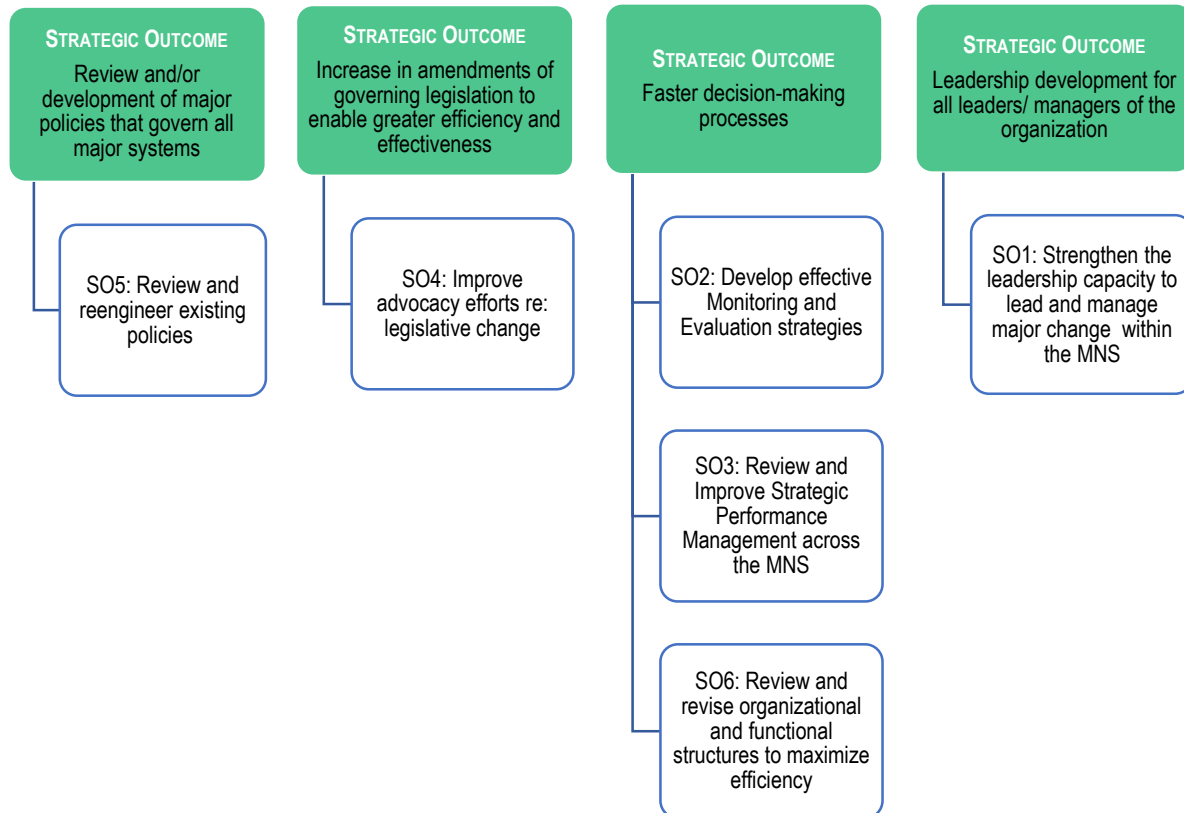 STRATEGIC OUTCOME
Review and/or
development of major
policies that govern all
major systems
SO5: Review and
reengineer existing
policies
STRATEGIC OUTCOME
Increase in amendments of
governing legislation to
enable greater efficiency and
effectiveness
SO4: Improve
advocacy efforts re:
legislative change
STRATEGIC OUTCOME
Faster decision-making
processes
SO2: Develop effective
Monitoring and
Evaluation strategies
SO3: Review and
Improve Strategic
Performance
Management across
the MNS
SO6: Review and
revise organizational
and functional
structures to maximize
efficiency
STRATEGIC OUTCOME
Leadership development for
all leaders/ managers of the
organization
SO1: Strengthen the
leadership capacity to
lead and manage
major change within
the MNS